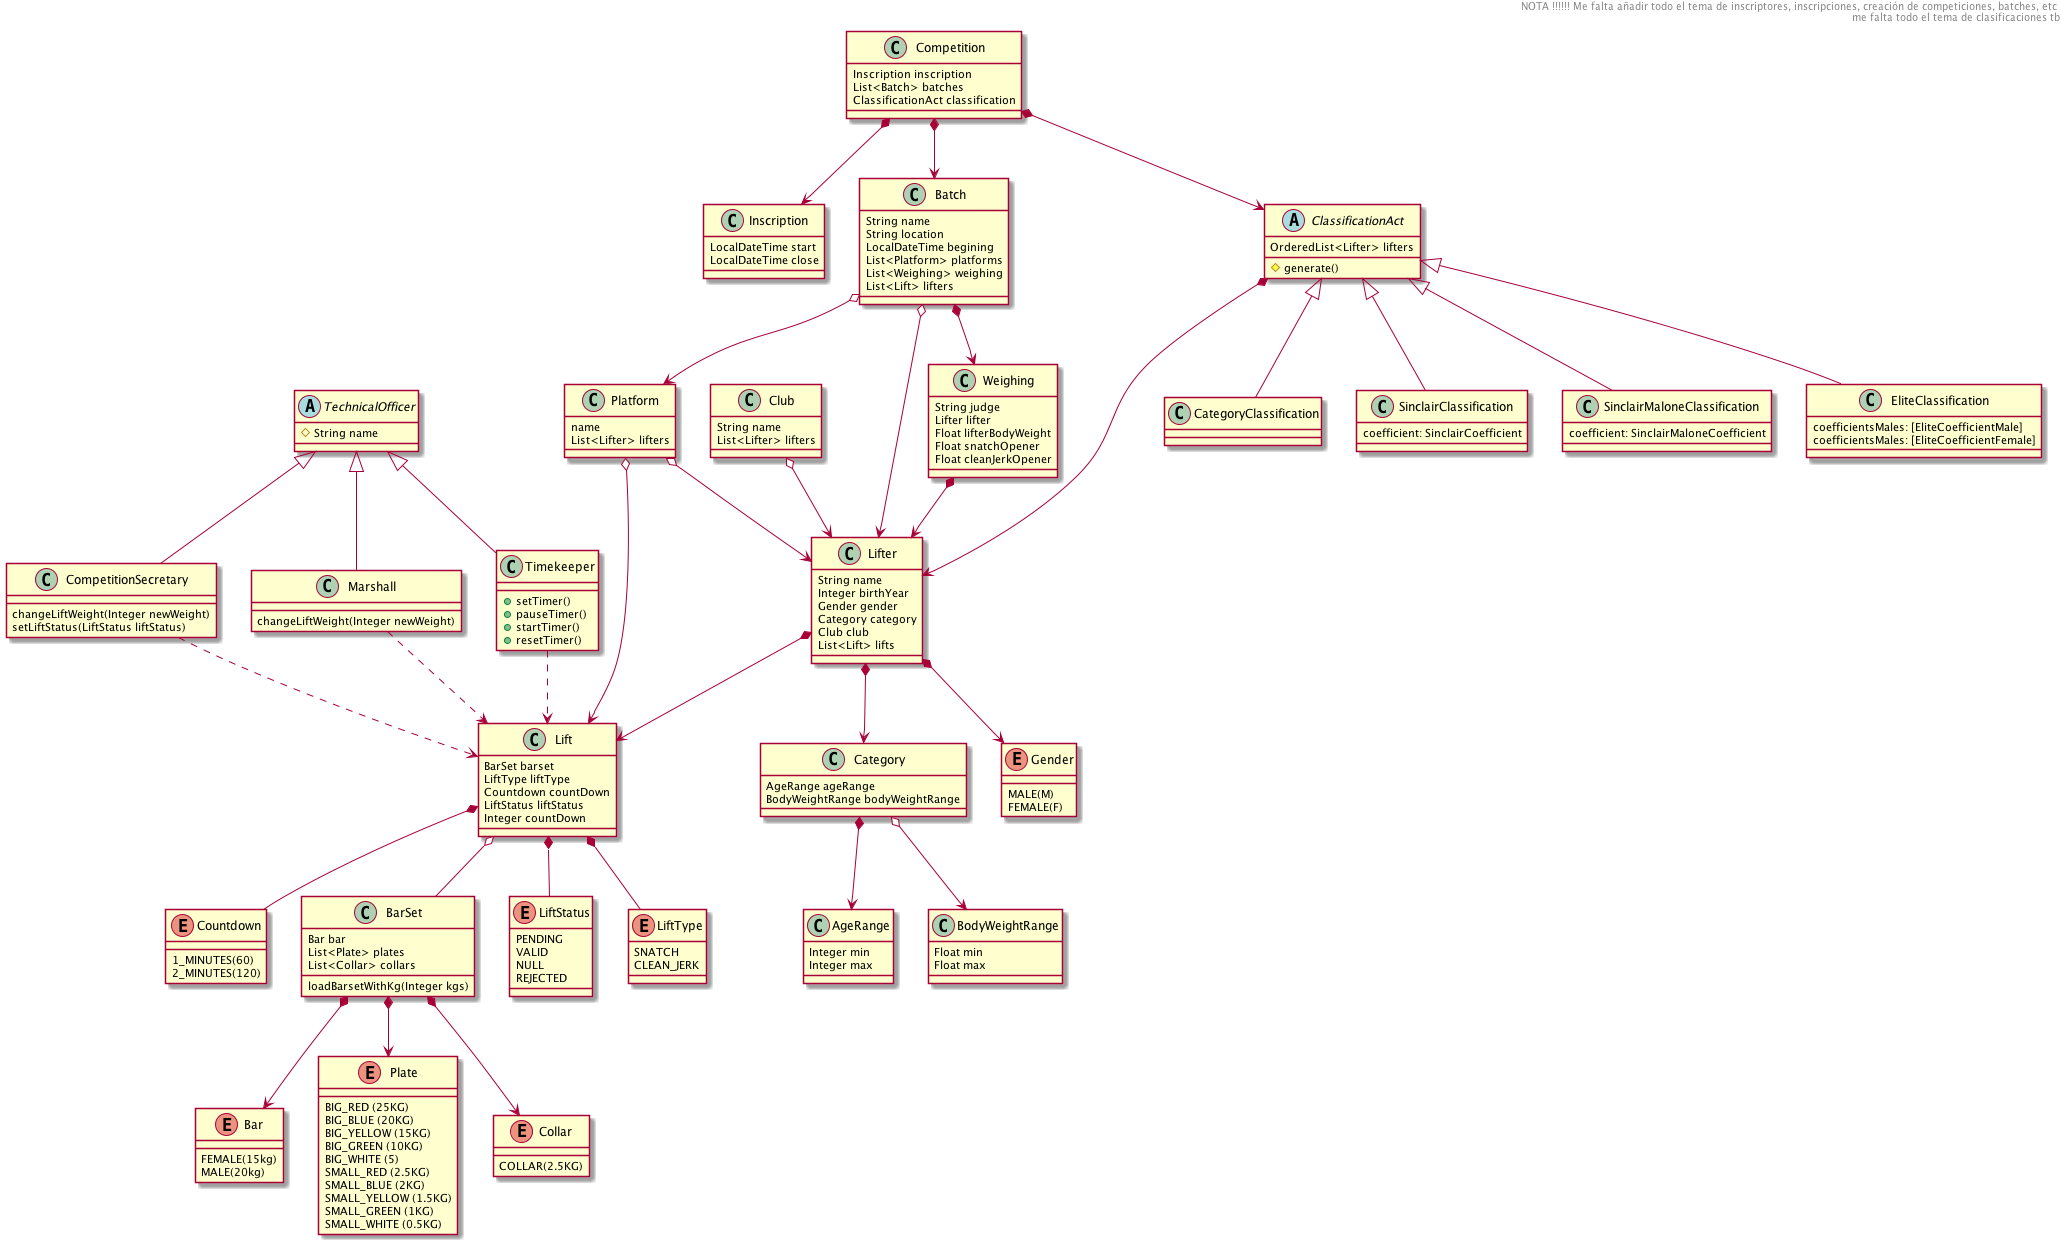 NOTA !!!!!! Me falta añadir todo el tema de inscriptores, inscripciones, creación de competiciones, batches, etc
me falta todo el tema de clasificaciones tb
C Competition
Inscription inscription
List<Batch> batches
ClassificationAct classification
C Inscription
LocalDateTime start
LocalDateTime close
C Batch
String name
String location
LocalDateTime begining
List<Platform> platforms
List<Weighing> weighing
List<Lift> lifters
A ClassificationAct
OrderedList<Lifter> lifters
generate()
A TechnicalOfficer
String name
C Platform
name
List<Lifter> lifters
C Club
String name
List<Lifter> lifters
C Weighing
String judge
Lifter lifter
Float lifterBodyWeight
Float snatchOpener
Float cleanJerkOpener
C CategoryClassification
C SinclairClassification
coefficient: SinclairCoefficient
C SinclairMaloneClassification
coefficient: SinclairMaloneCoefficient
C EliteClassification
coefficientsMales: [EliteCoefficientMale]
coefficientsMales: [EliteCoefficientFemale]
C CompetitionSecretary
changeLiftWeight(Integer newWeight)
setLiftStatus(LiftStatus liftStatus)
C Marshall
changeLiftWeight(Integer newWeight)
C Timekeeper
setTimer()
pauseTimer()
startTimer()
resetTimer()
C Lifter
String name
Integer birthYear
Gender gender
Category category
Club club
List<Lift> lifts
C Lift
BarSet barset
LiftType liftType
Countdown countDown
LiftStatus liftStatus
Integer countDown
C Category
AgeRange ageRange
BodyWeightRange bodyWeightRange
E Gender
MALE(M)
FEMALE(F)
E Countdown
1_MINUTES(60)
2_MINUTES(120)
C BarSet
Bar bar
List<Plate> plates
List<Collar> collars
loadBarsetWithKg(Integer kgs)
E LiftStatus
PENDING
VALID
NULL
REJECTED
E LiftType
SNATCH
CLEAN_JERK
C AgeRange
Integer min
Integer max
C BodyWeightRange
Float min
Float max
E Bar
FEMALE(15kg)
MALE(20kg)
E Plate
BIG_RED (25KG)
BIG_BLUE (20KG)
BIG_YELLOW (15KG)
BIG_GREEN (10KG)
BIG_WHITE (5)
SMALL_RED (2.5KG)
SMALL_BLUE (2KG)
SMALL_YELLOW (1.5KG)
SMALL_GREEN (1KG)
SMALL_WHITE (0.5KG)
E Collar
COLLAR(2.5KG)